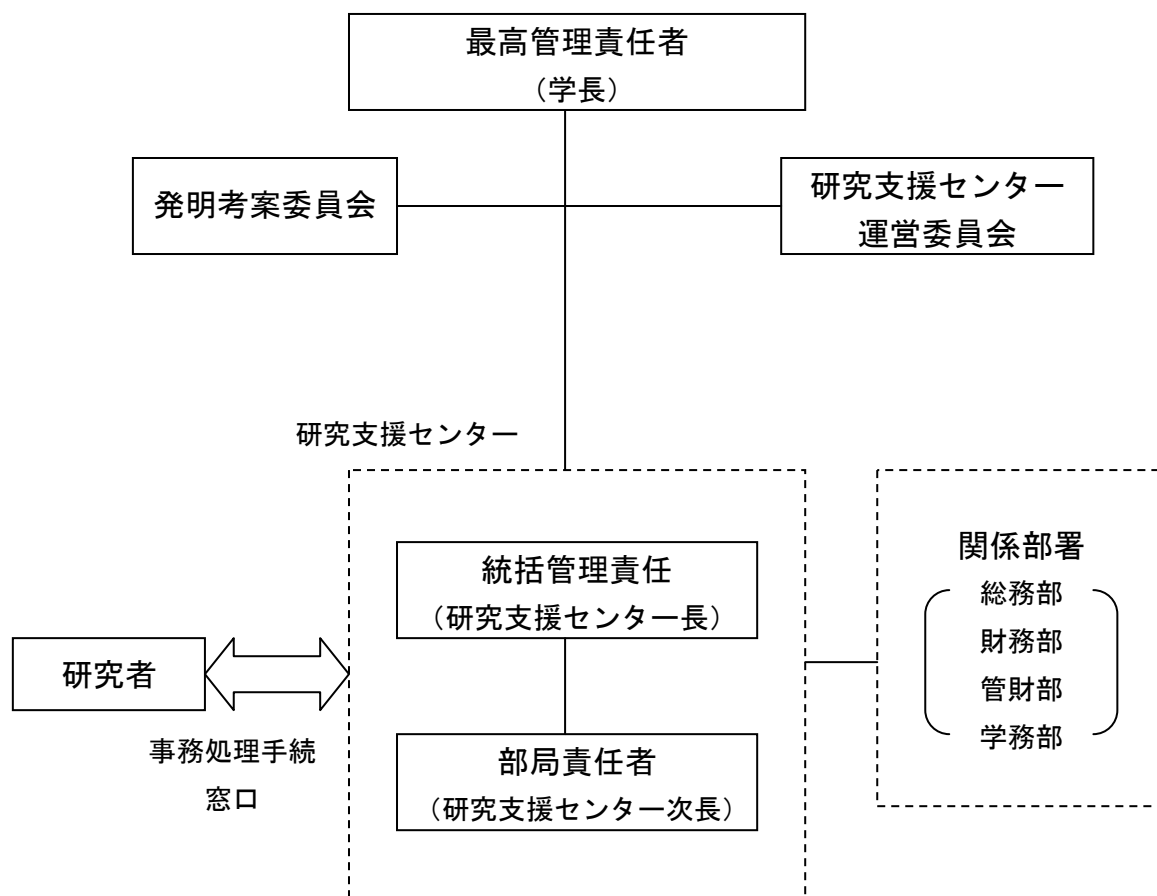 最高管理責任者
（学長）
発明考案委員会
研究支援センター
運営委員会
研究支援センター
統括管理責任
（研究支援センター長）
関係部署
総務部
財務部
管財部
学務部
研究者
事務処理手続
窓口
部局責任者
（研究支援センター次長）